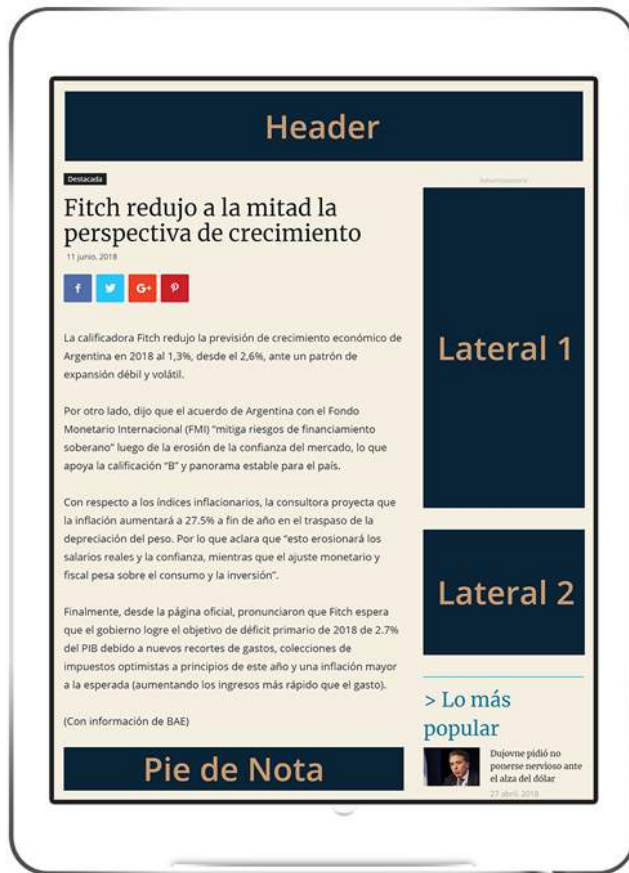 Header
Destacada
Fitch redujo a la mitad la
perspectiva de crecimiento
11 junio, 2018
f
G+
La calificadora Fitch redujo la previsión de crecimiento económico de
Argentina en 2018 al 1,3%, desde el 2,6%, ante un patrón de
expansión débil y volátil.
Por otro lado, dijo que el acuerdo de Argentina con el Fondo
Monetario Internacional (FMI) “mitiga riesgos de financiamiento
soberano” luego de la erosión de la confianza del mercado, lo que
apoya la calificación “B” y panorama estable para el país.
Con respecto a los índices inflacionarios, la consultora proyecta que
la inflación aumentará a 27.5% a fin de año en el traspaso de la
depreciación del peso. Por lo que aclara que “esto erosionará los
salarios reales y la confianza, mientras que el ajuste monetario y
fiscal pesa sobre el consumo y la inversión”.
Finalmente, desde la página oficial, pronunciaron que Fitch espera
que el gobierno logre el objetivo de déficit primario de 2018 de 2.7%
del PIB debido a nuevos recortes de gastos, colecciones de
impuestos optimistas a principios de este año y una inflación mayor
a la esperada (aumentando los ingresos más rápido que el gasto).
(Con información de BAE)
Pie de Nota
Lateral 1
Lateral 2
> Lo más
popular
Dujovne pidió no
ponerse nervioso ante
el alza del dólar
27 abril, 2018